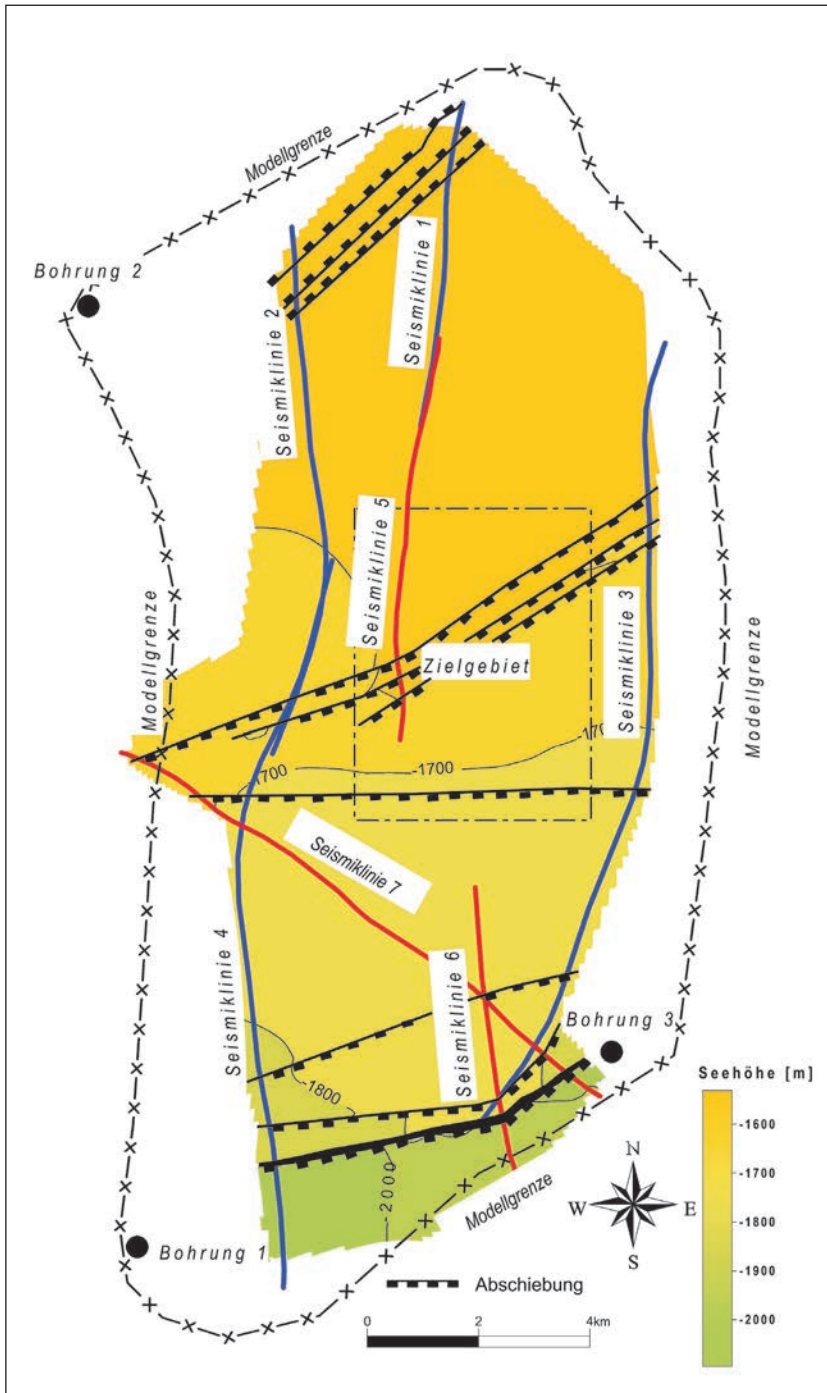 Modellgrenze
Bohrung 2
Seismiklinie 1
Seismiklinie 2
Seismiklinie 5
Seismiklinie 3
Zielgebiet
Modellgrenze
Modellgrenze
-1700
-1700
Seismiklinie 7
Seismiklinie 4
Seismiklinie 6
Bohrung 3
-1800
-2000
Modellgrenze
Bohrung 1
Abschiebung
0 2 4km
Seehöhe [m]
-1600
-1700
-1800
-1900
-2000
N
W E
S